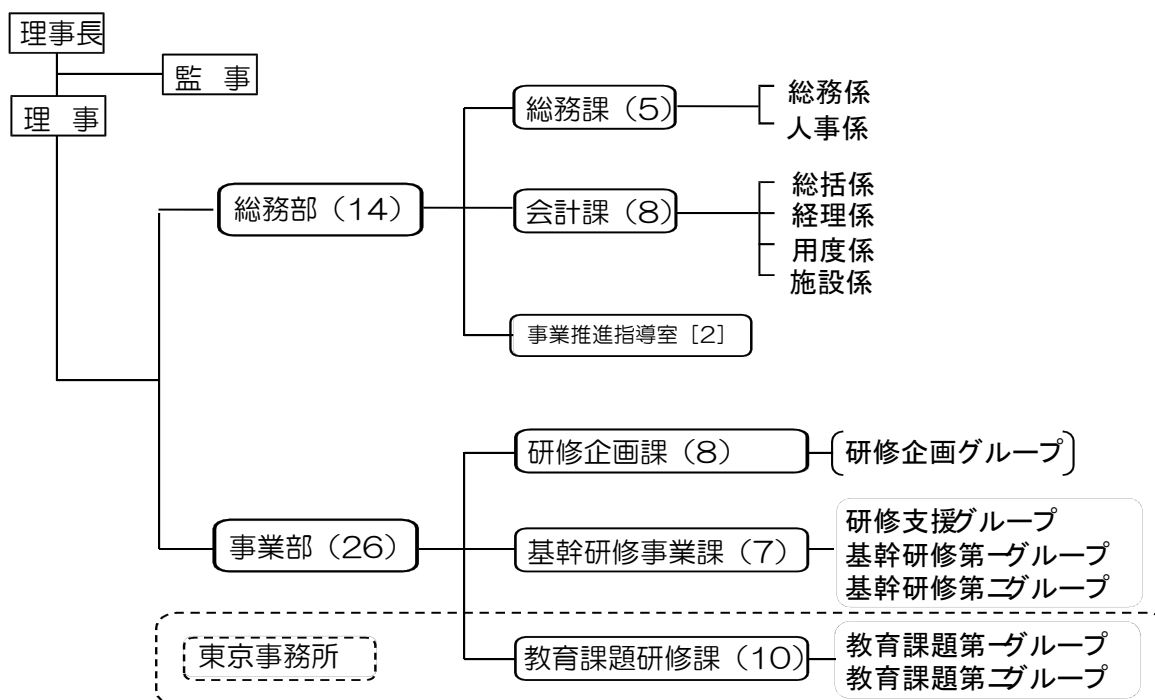 理事長
監　事
理　事
総務部（14）
総務課（5）
総務係
人事係
会計課（8）
総括係
経理係
用度係
施設係
事業推進指導室［2］
事業部（26）
研修企画課（8）
研修企画グループ
基幹研修事業課（7）
研修支援グループ
基幹研修第一グループ
基幹研修第二グループ
東京事務所
教育課題研修課（10）
教育課題第一グループ
教育課題第二グループ